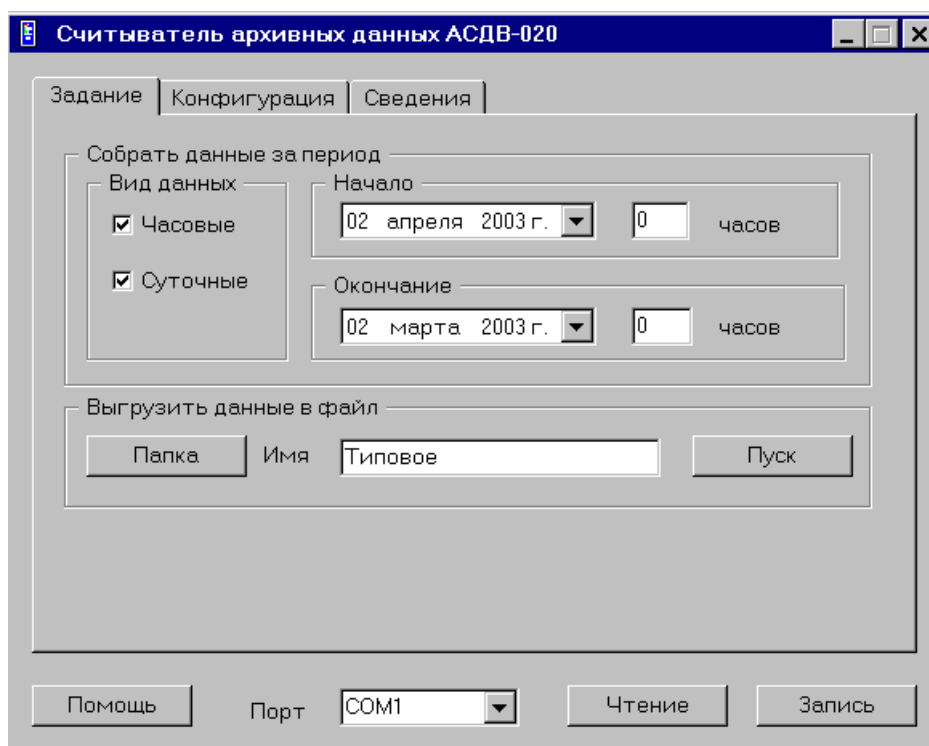 Считыватель архивных данных АСДВ-020
Задание Конфигурация Сведения
Собрать данные за период
Вид данных
Часовые
Суточные
Начало
02 апреля 2003 г. 0 часов
Окончание
02 марта 2003 г. 0 часов
Выгрузить данные в файл
Папка Имя Типовое Пуск
Помощь Порт COM1 Чтение Запись